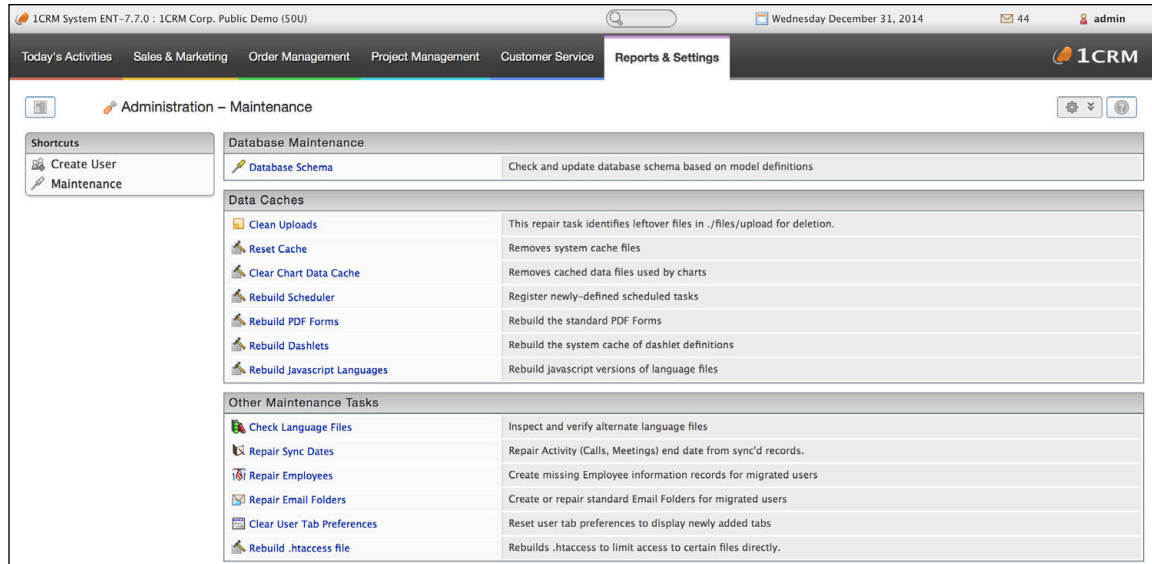 1CRM System ENT-7.7.0 : 1CRM Corp. Public Demo (50U)
Wednesday December 31, 2014
44
admin
Today's Activities
Sales & Marketing
Order Management
Project Management
Customer Service
Reports & Settings
1CRM
Administration – Maintenance
Shortcuts
Create User
Maintenance
Database Maintenance
Database Schema
Check and update database schema based on model definitions
Data Caches
Clean Uploads
This repair task identifies leftover files in ./files/upload for deletion.
Reset Cache
Removes system cache files
Clear Chart Data Cache
Removes cached data files used by charts
Rebuild Scheduler
Register newly-defined scheduled tasks
Rebuild PDF Forms
Rebuild the standard PDF Forms
Rebuild Dashlets
Rebuild the system cache of dashlet definitions
Rebuild Javascript Languages
Rebuild javascript versions of language files
Other Maintenance Tasks
Check Language Files
Inspect and verify alternate language files
Repair Sync Dates
Repair Activity (Calls, Meetings) end date from sync'd records.
Repair Employees
Create missing Employee information records for migrated users
Repair Email Folders
Create or repair standard Email Folders for migrated users
Clear User Tab Preferences
Reset user tab preferences to display newly added tabs
Rebuild .htaccess file
Rebuilds .htaccess to limit access to certain files directly.